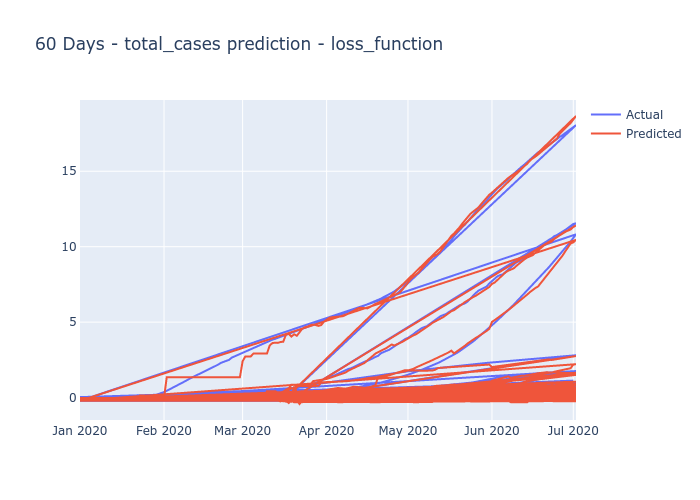 60 Days - total_cases prediction - loss_function
Actual
Predicted
15
10
5
0
Jan 2020 Feb 2020 Mar 2020 Apr 2020 May 2020 Jun 2020 Jul 2020